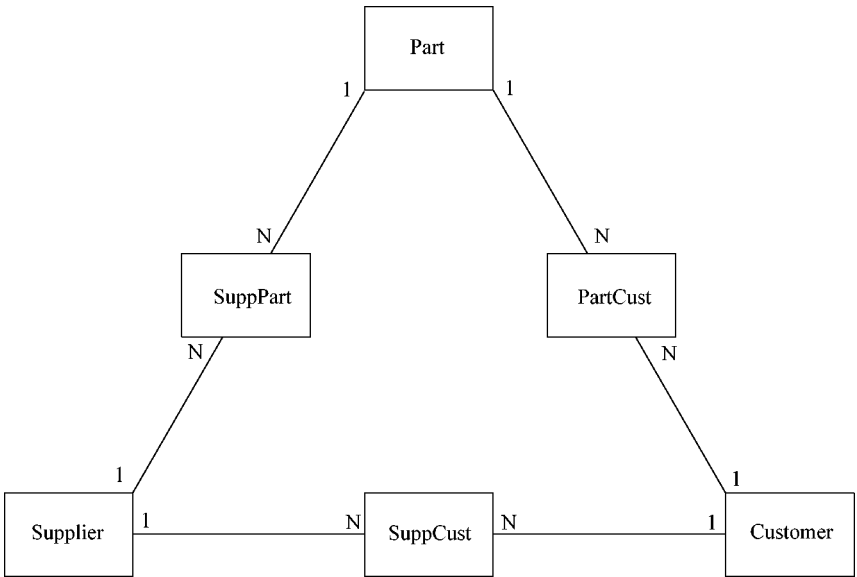 Part
1
1
N
N
SuppPart
PartCust
N
N
1
1
Supplier
1
N
SuppCust
N
1
Customer